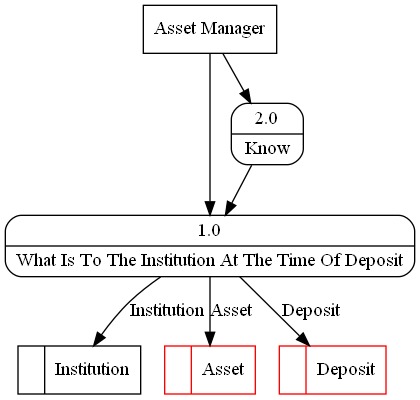 Asset Manager
2.0
Know
1.0
What Is To The Institution At The Time Of Deposit
Institution
Asset
Deposit
Institution
Asset
Deposit